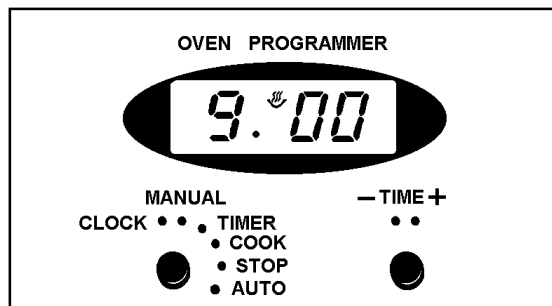 OVEN PROGRAMMER
9.00
MANUAL
CLOCK
TIMER
COOK
STOP
AUTO
– TIME +